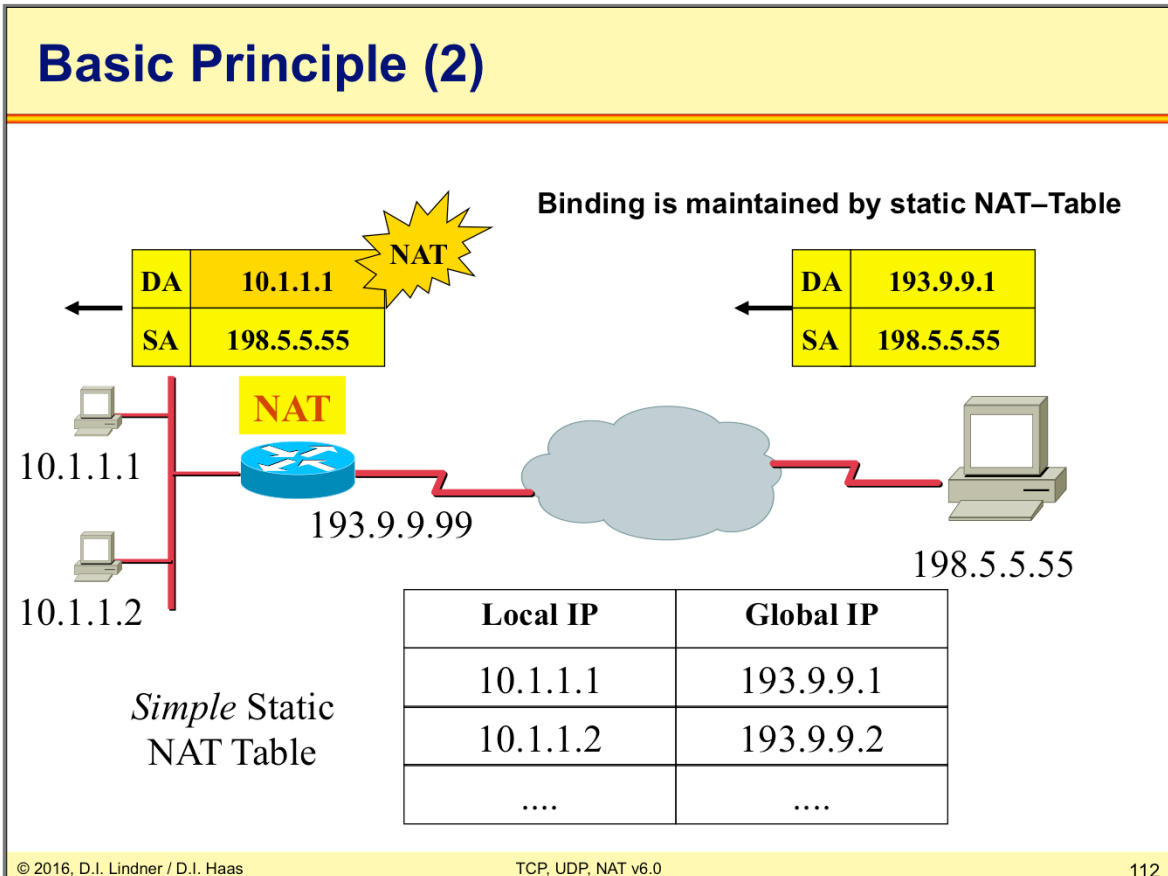 Basic Principle (2)
Binding is maintained by static NAT–Table
NAT
DA 10.1.1.1
SA 198.5.5.55
DA 193.9.9.1
SA 198.5.5.55
NAT
10.1.1.1
193.9.9.99
198.5.5.55
10.1.1.2
Local IP Global IP
10.1.1.1 193.9.9.1
10.1.1.2 193.9.9.2
.... ....
Simple Static
NAT Table
© 2016, D.I. Lindner / D.I. Haas TCP, UDP, NAT v6.0 112